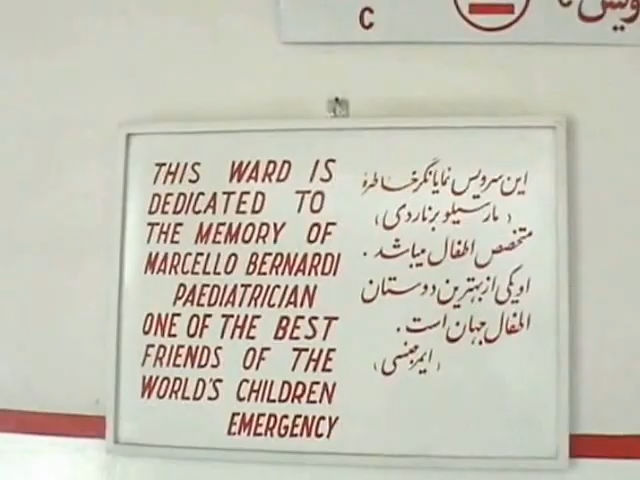 C
THIS WARD IS
DEDICATED TO
THE MEMORY OF
MARCELLO BERNARDI
PAEDIATRICIAN
ONE OF THE BEST
FRIENDS OF THE
WORLD'S CHILDREN
EMERGENCY
این سرویس نمایانگر خاطرهٔ
(مارسیلو برناردی)
متخصص اطفال میباشد.
او یکی از بهترین دوستان
اطفال جهان است.
(ایمرجنسی)